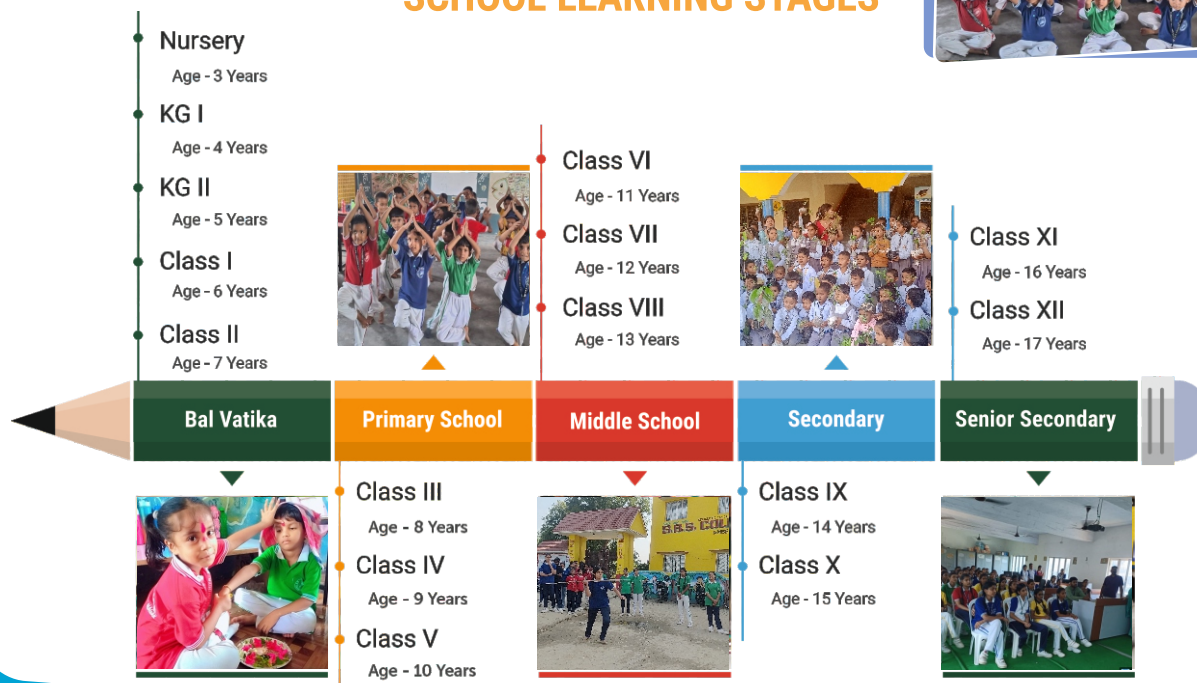 SCHOOL LEARNING STAGES
Nursery
Age - 3 Years
KG I
Age - 4 Years
KG II
Age - 5 Years
Class I
Age - 6 Years
Class II
Age - 7 Years
Class VI
Age - 11 Years
Class VII
Age - 12 Years
Class VIII
Age - 13 Years
Class XI
Age - 16 Years
Class XII
Age - 17 Years
Bal Vatika
Primary School
Middle School
Secondary
Senior Secondary
Class III
Age - 8 Years
Class IV
Age - 9 Years
Class V
Age - 10 Years
Class IX
Age - 14 Years
Class X
Age - 15 Years